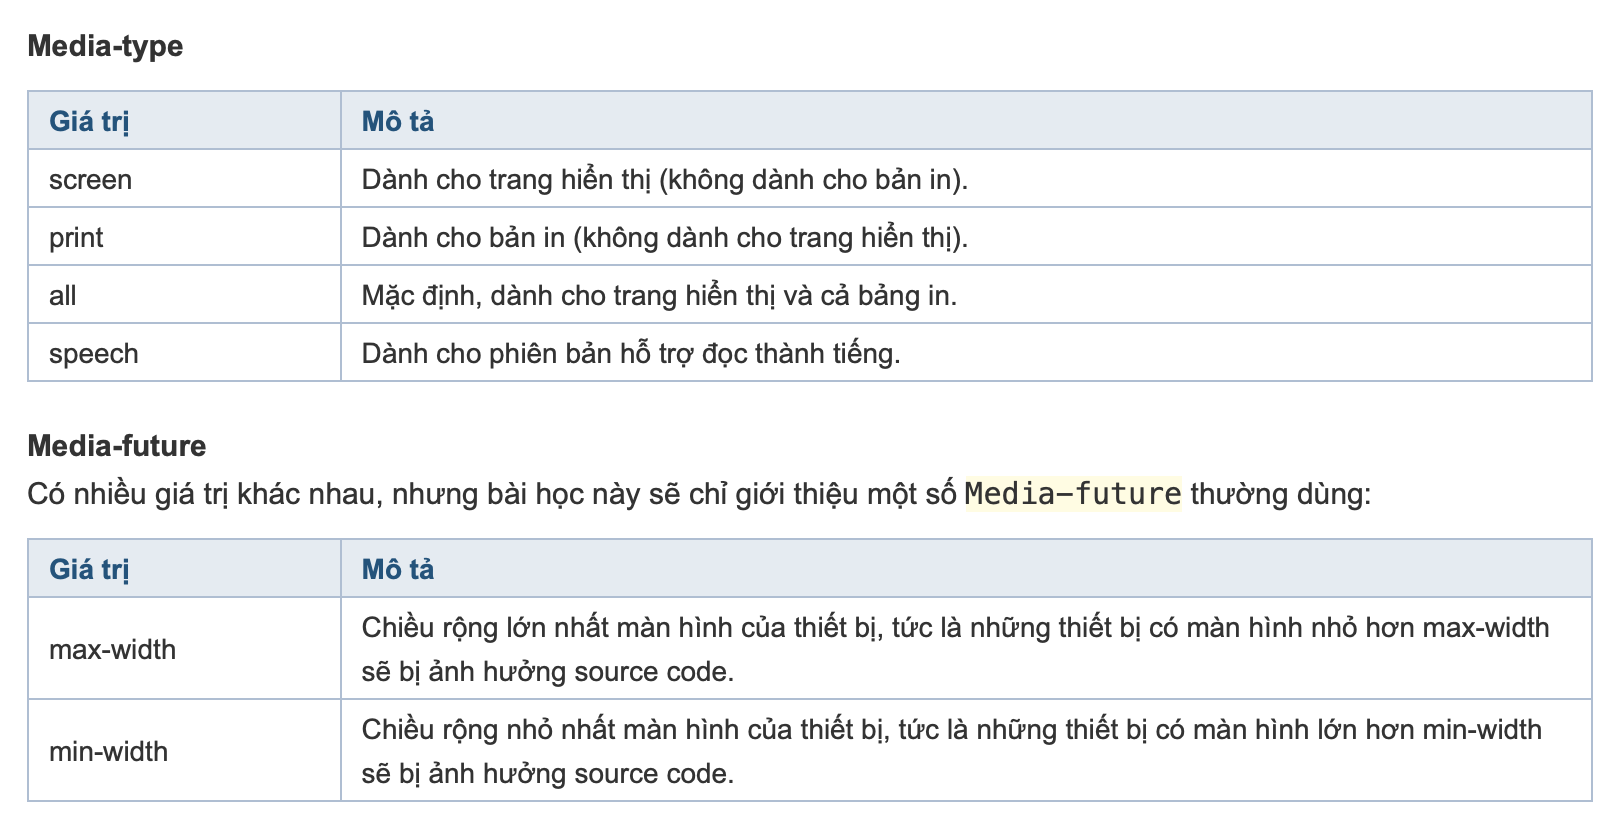 Media-type
Giá trị Mô tả
screen Dành cho trang hiển thị (không dành cho bản in).
print Dành cho bản in (không dành cho trang hiển thị).
all Mặc định, dành cho trang hiển thị và cả bảng in.
speech Dành cho phiên bản hỗ trợ đọc thành tiếng.
Media-future
Có nhiều giá trị khác nhau, nhưng bài học này sẽ chỉ giới thiệu một số Media-future thường dùng:
Giá trị Mô tả
max-width
Chiều rộng lớn nhất màn hình của thiết bị, tức là những thiết bị có màn hình nhỏ hơn max-width
sẽ bị ảnh hưởng source code.
min-width
Chiều rộng nhỏ nhất màn hình của thiết bị, tức là những thiết bị có màn hình lớn hơn min-width
sẽ bị ảnh hưởng source code.